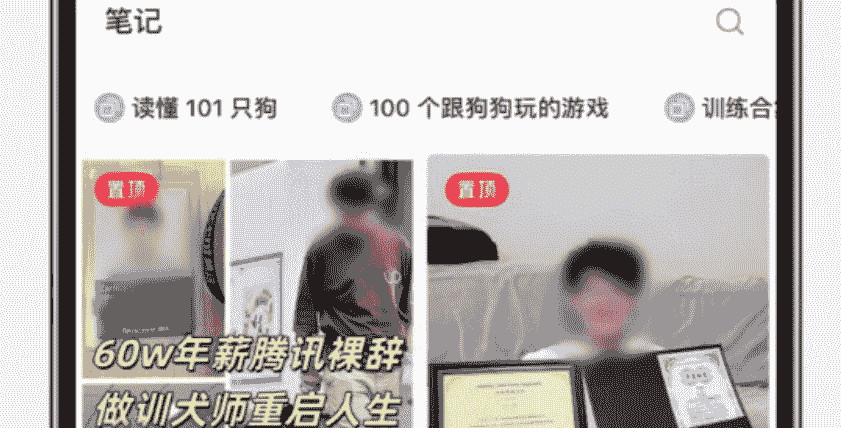 笔记
读懂 101 只狗
100 个跟狗狗玩的游戏
训练合
置顶
置顶
60w年薪腾讯裸辞
做训犬师重启人生